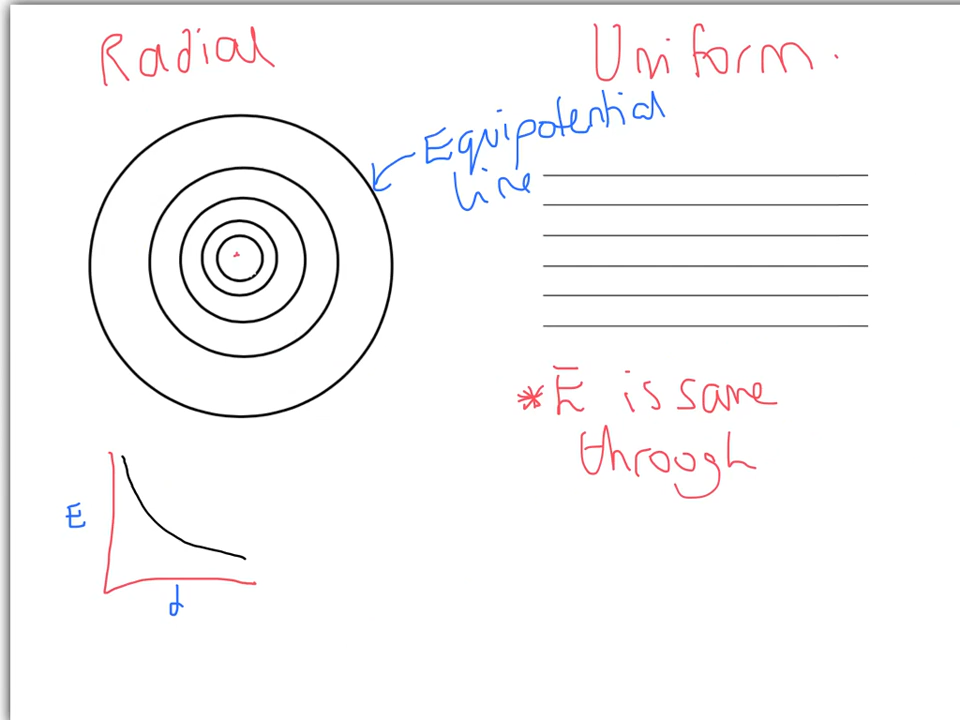 Radial
Uniform.
Equipotential
line
* E is same
through
E
d